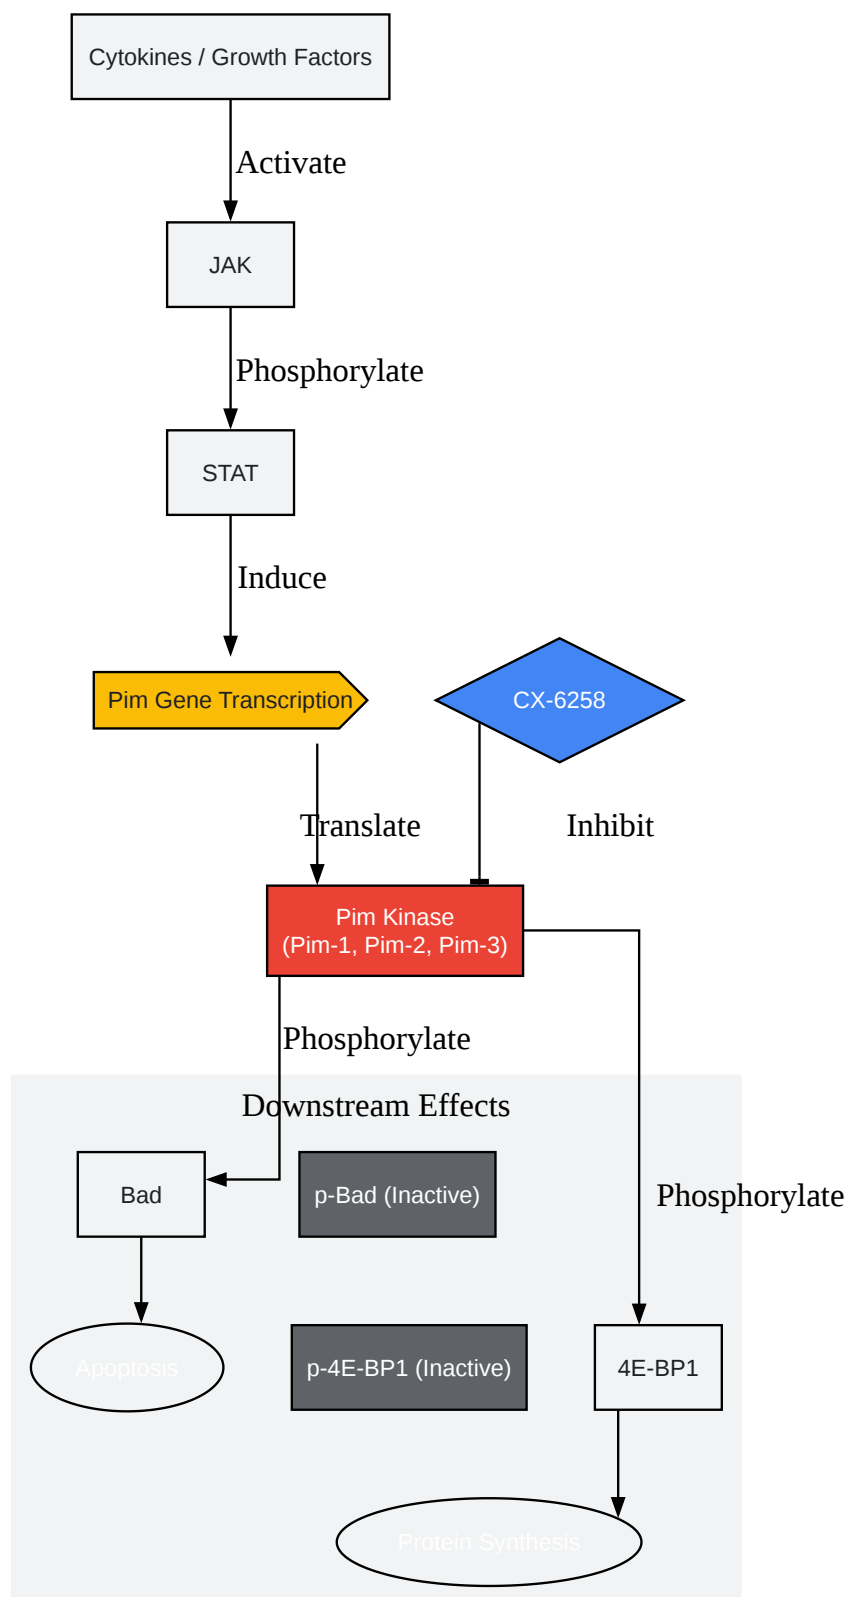 Cytokines / Growth Factors
Activate
JAK
Phosphorylate
STAT
Induce
Pim Gene Transcription
CX-6258
Translate
Inhibit
Pim Kinase
(Pim-1, Pim-2, Pim-3)
Phosphorylate
Downstream Effects
Bad
p-Bad (Inactive)
Phosphorylate
Apoptosis
p-4E-BP1 (Inactive)
4E-BP1
Protein Synthesis